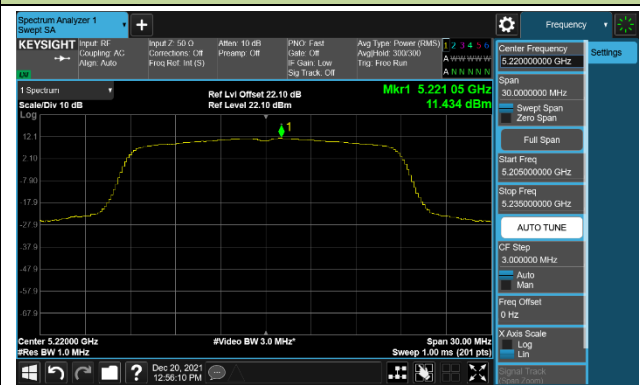 Spectrum Analyzer 1
Swept SA
+
Frequency
KEYSIGHT
Input: RF
Coupling: AC
Align: Auto
Input Z: 50 Ω
Corrections: Off
Freq Ref: Int (S)
Atten: 10 dB
Preamp: Off
PNO: Fast
Gate: Off
IF Gain: Low
Sig Track: Off
Avg Type: Power (RMS)
Avg|Hold: 300/300
Trig: Free Run
1 2 3 4 5 6
A W W W W W
A N N N N N
LXI
1 Spectrum
Scale/Div 10 dB
Log
Ref Lvl Offset 22.10 dB
Ref Level 22.10 dBm
Mkr1 5.221 05 GHz
11.434 dBm
1
12.1
2.10
-7.90
-17.9
-27.9
-37.9
-47.9
-57.9
-67.9
Center 5.22000 GHz
#Res BW 1.0 MHz
#Video BW 3.0 MHz*
Span 30.00 MHz
Sweep 1.00 ms (201 pts)
Center Frequency
5.220000000 GHz
Settings
Span
30.0000000 MHz
Swept Span
Zero Span
Full Span
Start Freq
5.205000000 GHz
Stop Freq
5.235000000 GHz
AUTO TUNE
CF Step
3.000000 MHz
Auto
Man
Freq Offset
0 Hz
X Axis Scale
Log
Lin
Signal Track
(Span Zoom)
?
Dec 20, 2021
12:56:10 PM